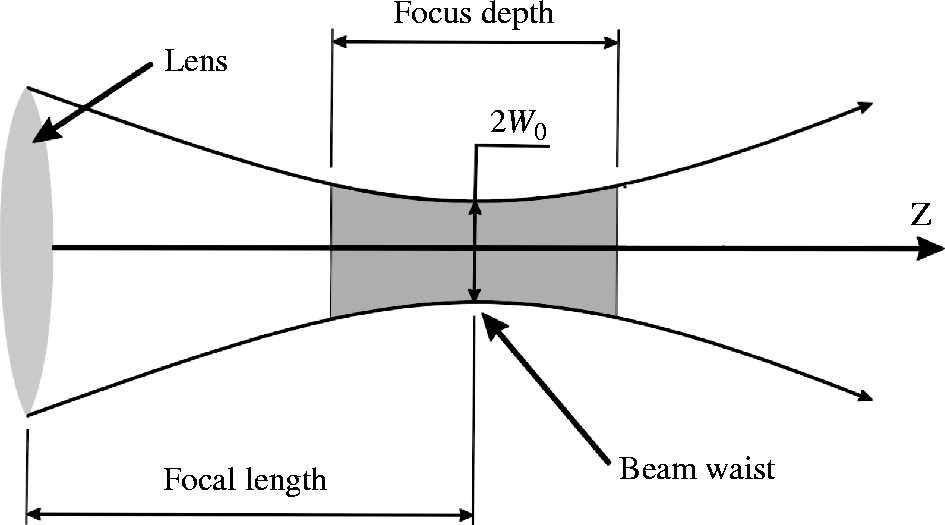 Focus depth
Lens
2W₀
Z
Focal length
Beam waist